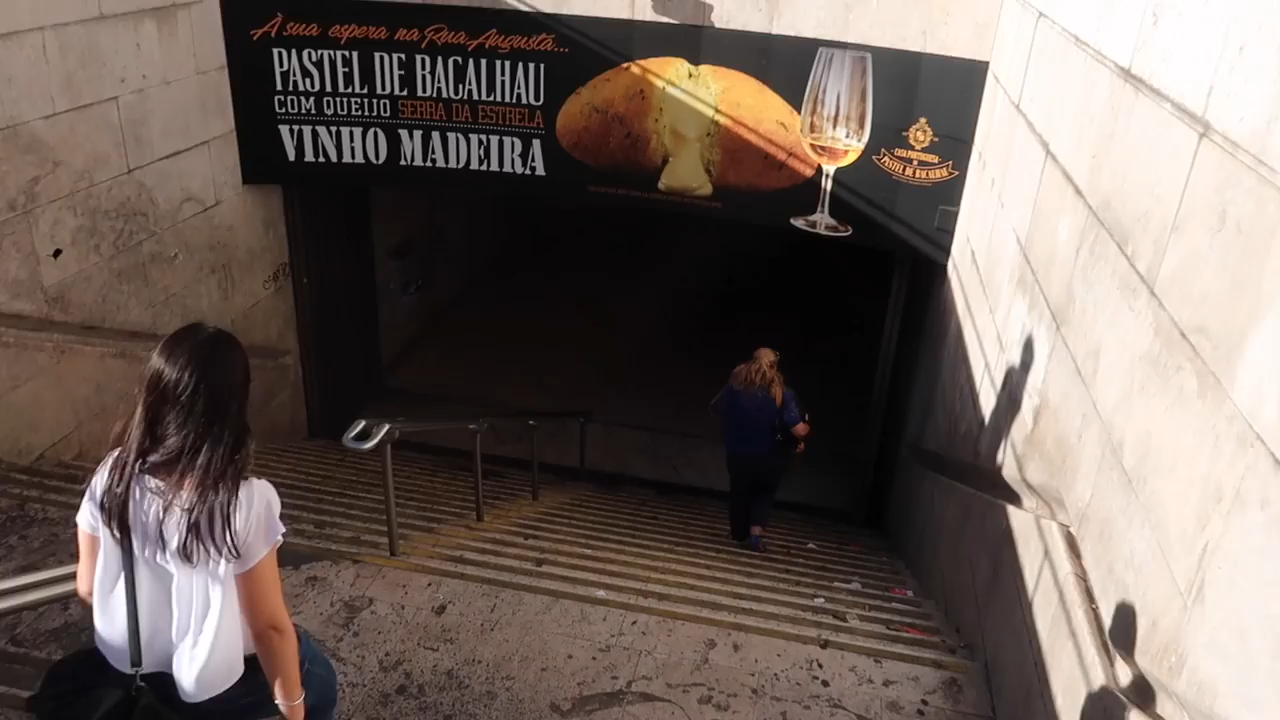 À sua espera na Rua Augusta...
PASTEL DE BACALHAU
COM QUEIJO SERRA DA ESTRELA
VINHO MADEIRA
CASA PORTUGUESA
DO
PASTEL DE BACALHAU